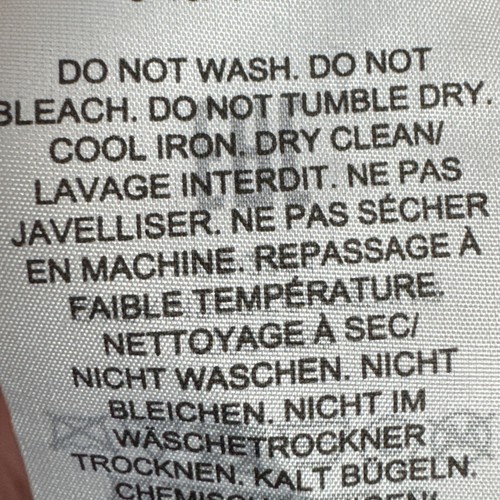 DO NOT WASH. DO NOT
BLEACH. DO NOT TUMBLE DRY.
COOL IRON. DRY CLEAN/
LAVAGE INTERDIT. NE PAS
JAVELLISER. NE PAS SÉCHER
EN MACHINE. REPASSAGE À
FAIBLE TEMPÉRATURE.
NETTOYAGE À SEC/
NICHT WASCHEN. NICHT
BLEICHEN. NICHT IM
WÄSCHETROCKNER
TROCKNEN. KALT BÜGELN.